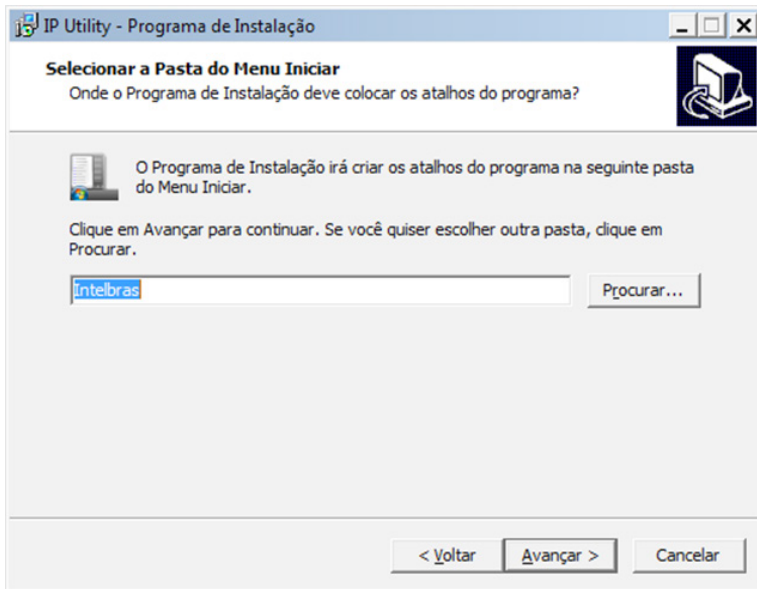 IP Utility - Programa de Instalação
Selecionar a Pasta do Menu Iniciar
Onde o Programa de Instalação deve colocar os atalhos do programa?
O Programa de Instalação irá criar os atalhos do programa na seguinte pasta
do Menu Iniciar.
Clique em Avançar para continuar. Se você quiser escolher outra pasta, clique em
Procurar.
Intelbras
Procurar...
< Voltar
Avançar >
Cancelar